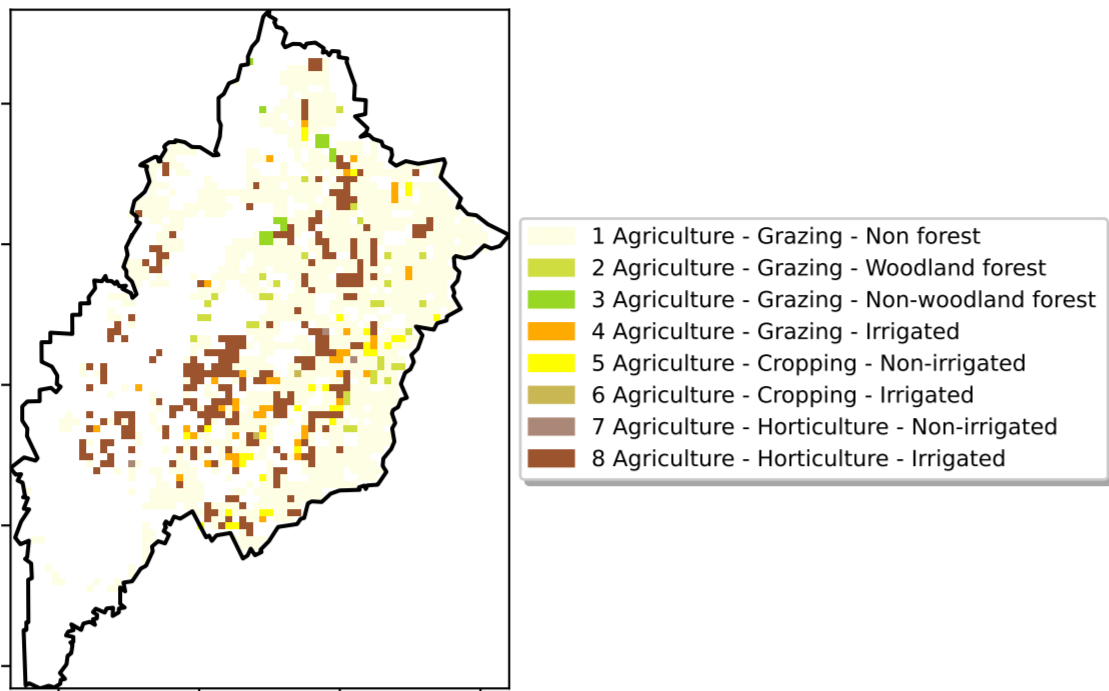 1 Agriculture - Grazing - Non forest
2 Agriculture - Grazing - Woodland forest
3 Agriculture - Grazing - Non-woodland forest
4 Agriculture - Grazing - Irrigated
5 Agriculture - Cropping - Non-irrigated
6 Agriculture - Cropping - Irrigated
7 Agriculture - Horticulture - Non-irrigated
8 Agriculture - Horticulture - Irrigated